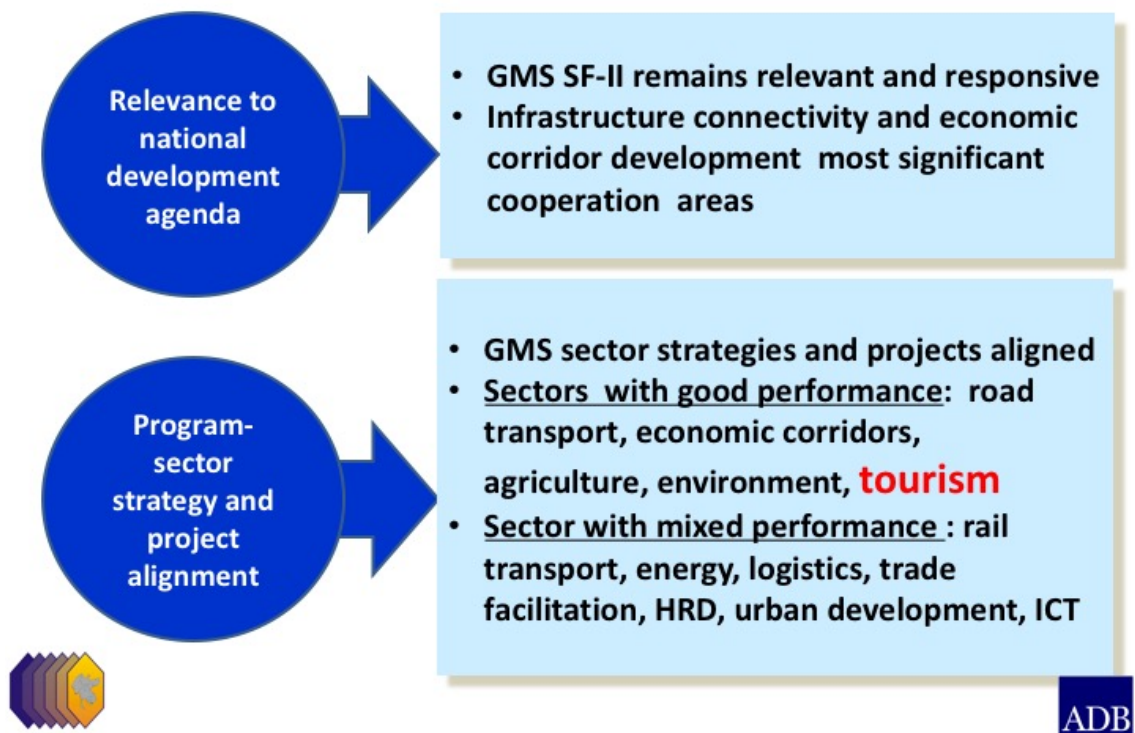 Relevance to
national
development
agenda
• GMS SF-II remains relevant and responsive
• Infrastructure connectivity and economic
corridor development most significant
cooperation areas
Program-
sector
strategy and
project
alignment
• GMS sector strategies and projects aligned
• Sectors with good performance: road
transport, economic corridors,
agriculture, environment, tourism
• Sector with mixed performance : rail
transport, energy, logistics, trade
facilitation, HRD, urban development, ICT
ADB